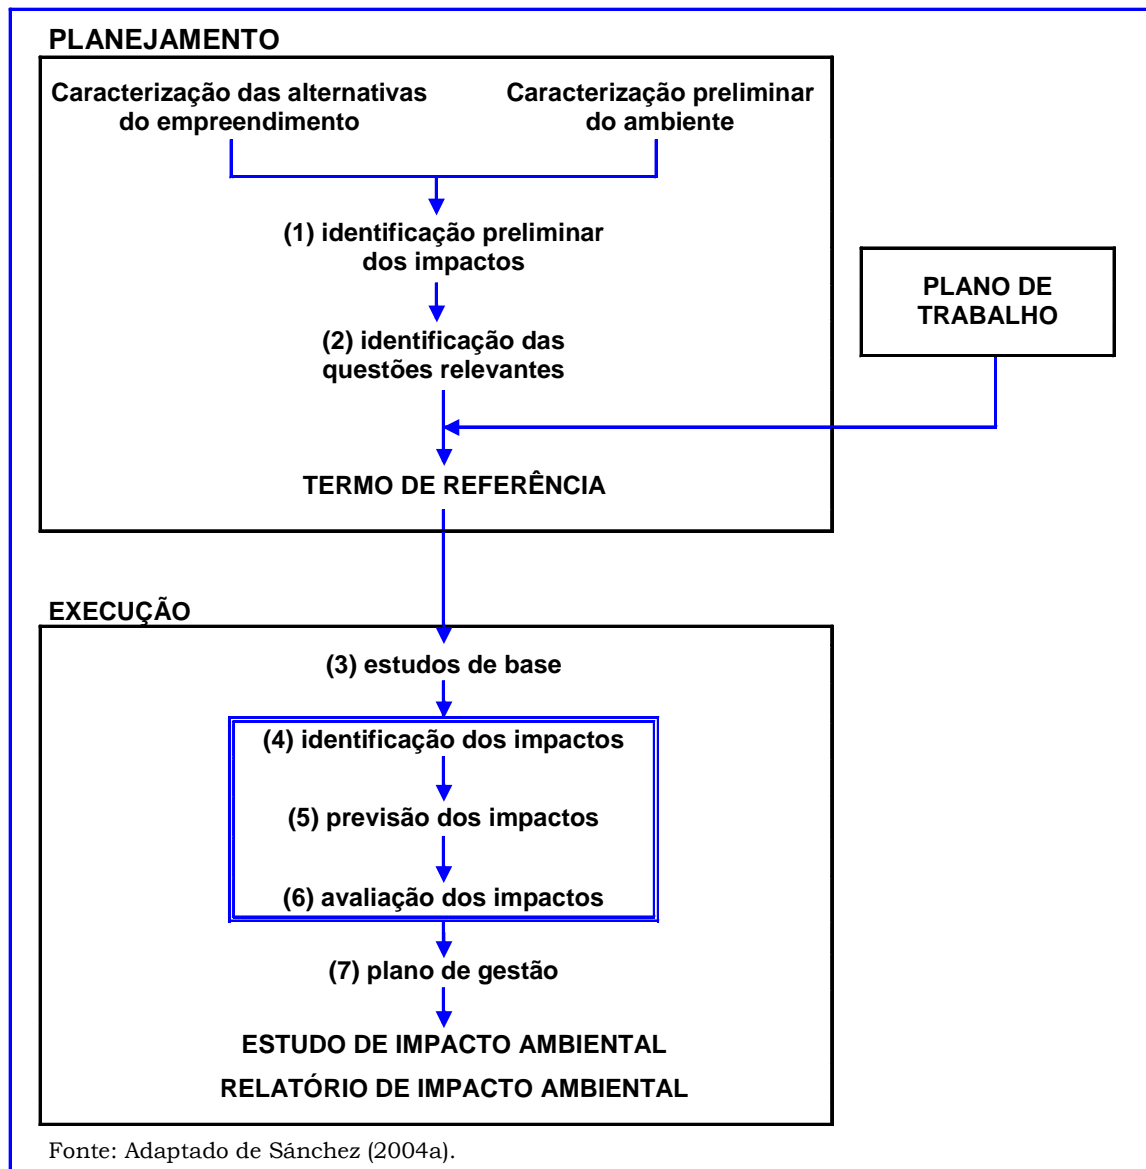 PLANEJAMENTO
Caracterização das alternativas
do empreendimento
Caracterização preliminar
do ambiente
(1) identificação preliminar
dos impactos
(2) identificação das
questões relevantes
PLANO DE
TRABALHO
TERMO DE REFERÊNCIA
EXECUÇÃO
(3) estudos de base
(4) identificação dos impactos
(5) previsão dos impactos
(6) avaliação dos impactos
(7) plano de gestão
ESTUDO DE IMPACTO AMBIENTAL
RELATÓRIO DE IMPACTO AMBIENTAL
Fonte: Adaptado de Sánchez (2004a).